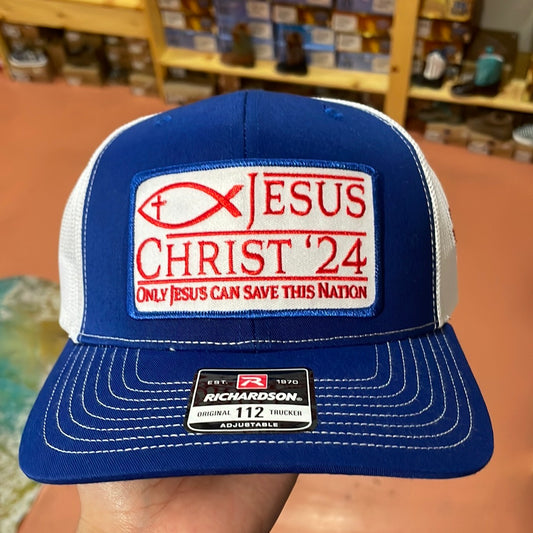 JESUS
CHRIST '24
ONLY JESUS CAN SAVE THIS NATION
EST. R 1970
RICHARDSON®
ORIGINAL 112 TRUCKER
ADJUSTABLE